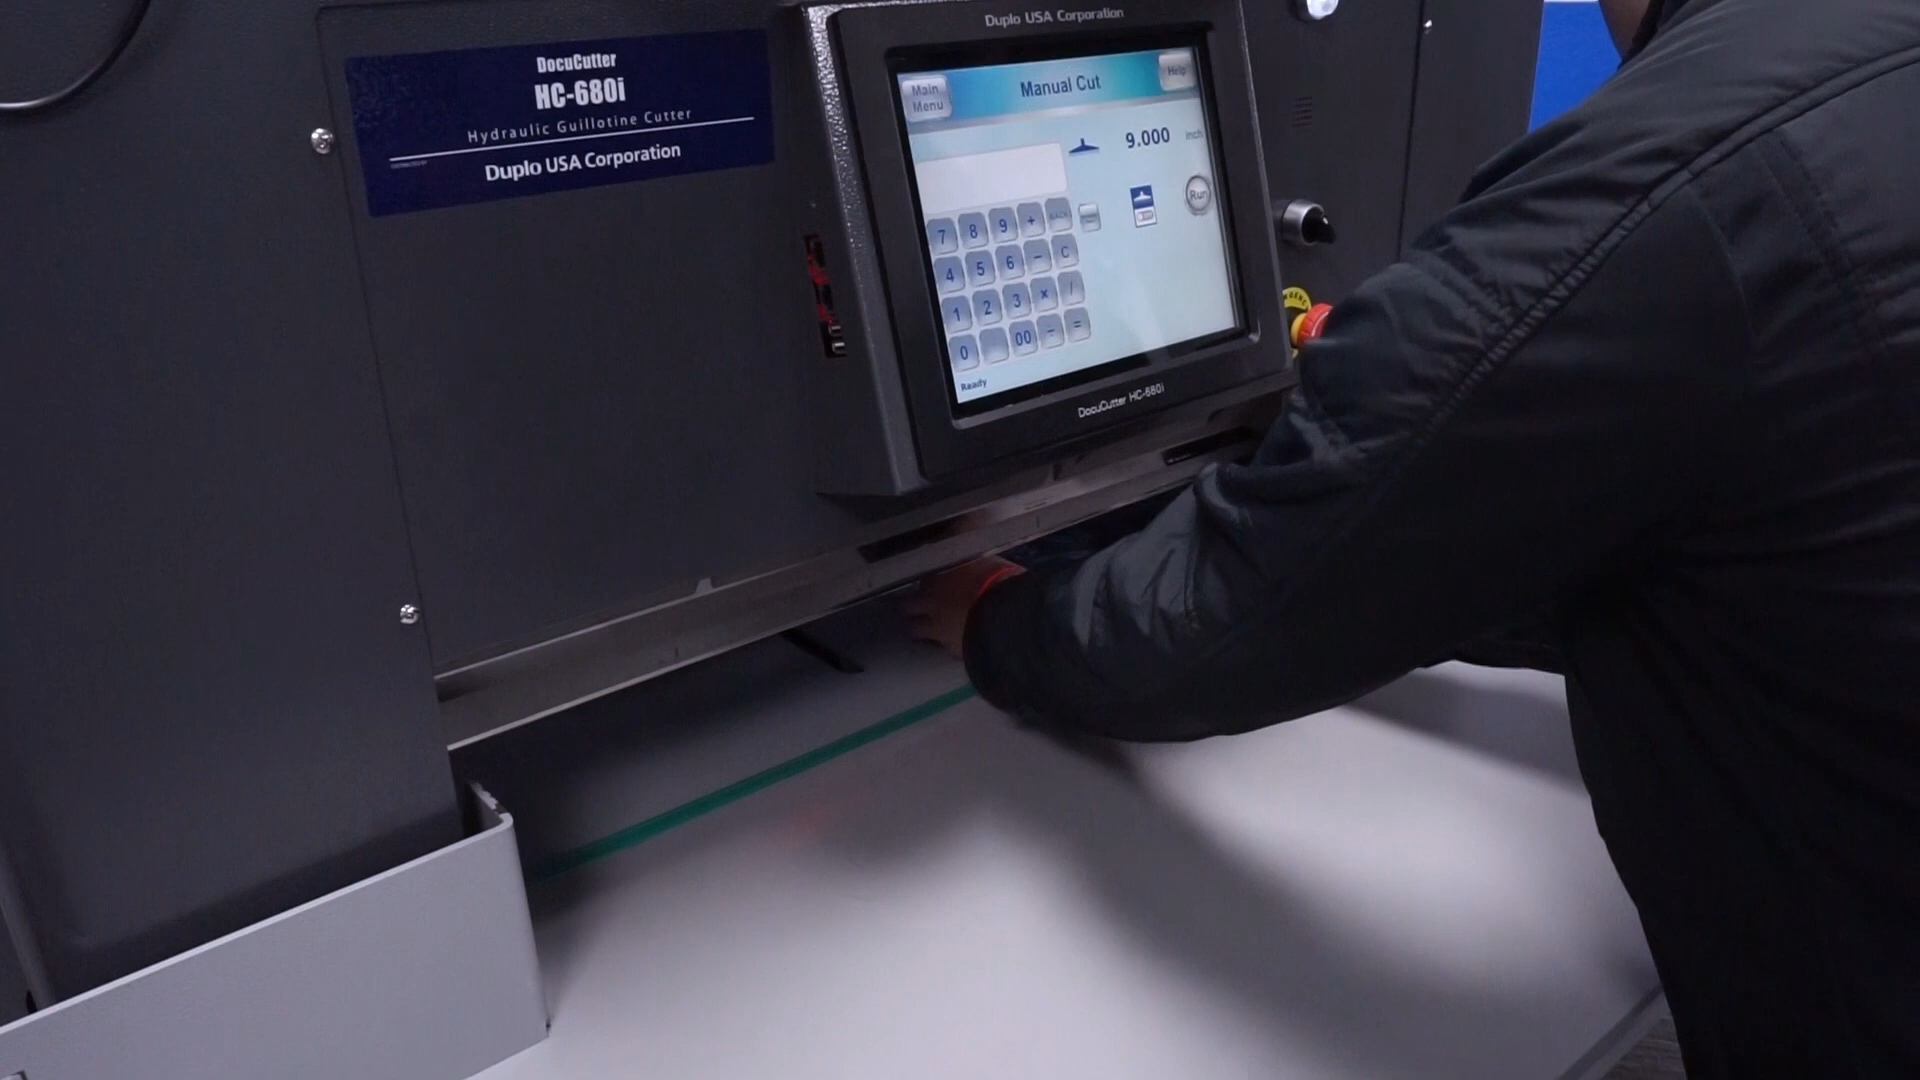 DocuCutter
HC-680i
Hydraulic Guillotine Cutter
Duplo USA Corporation
Duplo USA Corporation
Main
Menu
Manual Cut
Help
9.000 inch
Run
7 8 9 + BACK
4 5 6 - C
1 2 3 × /
0 00 - =
Ready
DocuCutter HC-680i